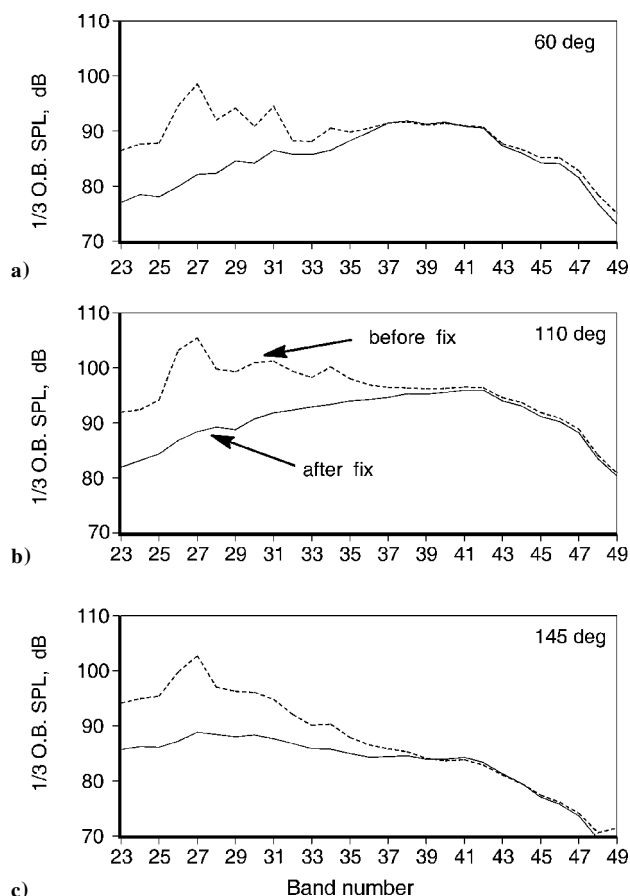 110
60 deg
100
90
80
70
1/3 O.B. SPL, dB
23 25 27 29 31 33 35 37 39 41 43 45 47 49
a)
110
before fix
110 deg
100
90
80
70
1/3 O.B. SPL, dB
after fix
23 25 27 29 31 33 35 37 39 41 43 45 47 49
b)
110
145 deg
100
90
80
70
1/3 O.B. SPL, dB
23 25 27 29 31 33 35 37 39 41 43 45 47 49
c)
Band number